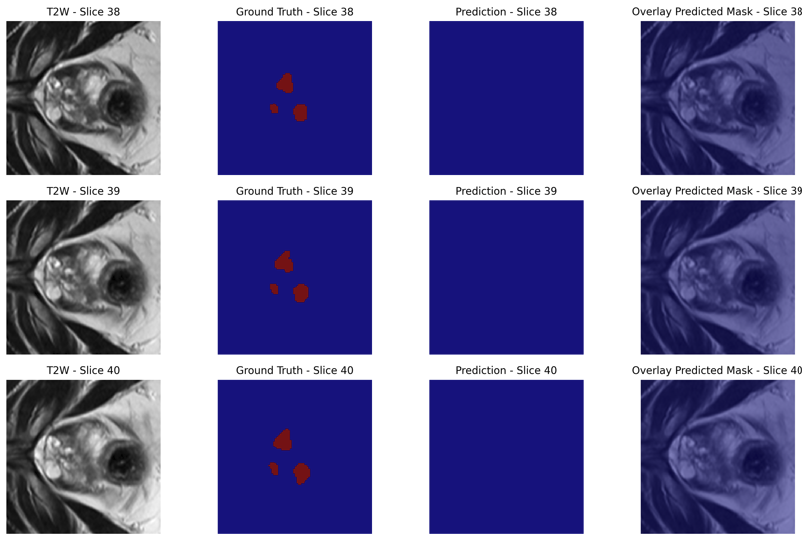 T2W - Slice 38
Ground Truth - Slice 38
Prediction - Slice 38
Overlay Predicted Mask - Slice 38
T2W - Slice 39
Ground Truth - Slice 39
Prediction - Slice 39
Overlay Predicted Mask - Slice 39
T2W - Slice 40
Ground Truth - Slice 40
Prediction - Slice 40
Overlay Predicted Mask - Slice 40